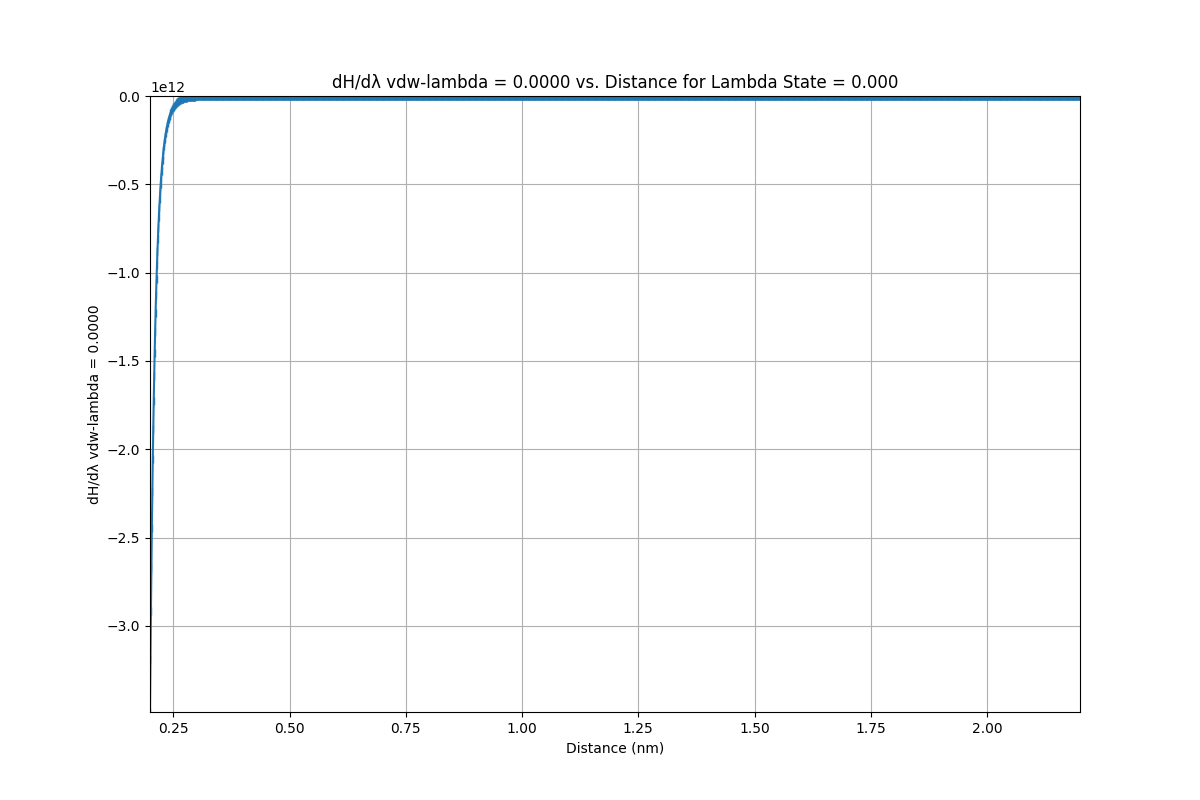 dH/dλ vdw-lambda = 0.0000 vs. Distance for Lambda State = 0.000
1e12
0.0
−0.5
−1.0
−1.5
−2.0
−2.5
−3.0
dH/dλ vdw-lambda = 0.0000
0.25 0.50 0.75 1.00 1.25 1.50 1.75 2.00
Distance (nm)